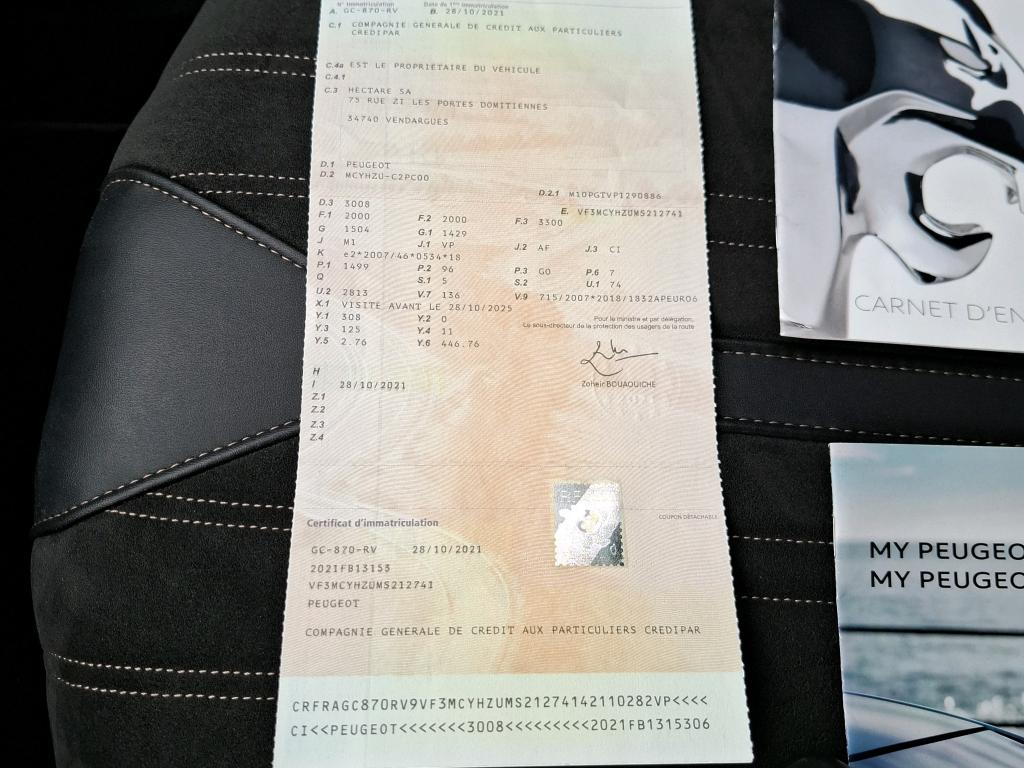 N° Immatriculation Date de 1ère immatriculation
A. GC-870-RV B. 28/10/2021
C.1 COMPAGNIE GENERALE DE CREDIT AUX PARTICULIERS
CREDIPAR
C.4a EST LE PROPRIÉTAIRE DU VÉHICULE
C.4.1
C.3 HECTARE SA
75 RUE ZI LES PORTES DOMITIENNES
34740 VENDARGUES
D.1 PEUGEOT
D.2 MCYHZU-C2PC00
D.2.1 M10PGTVP1290886
D.3 3008
E. VF3MCYHZUMS212741
F.1 2000 F.2 2000 F.3 3300
G 1504 G.1 1429
J M1 J.1 VP J.2 AF J.3 CI
K e2*2007/46*0534*18
P.1 1499 P.2 96 P.3 GO P.6 7
Q S.1 5 S.2 U.1 74
U.2 2813 V.7 136 V.9 715/2007*2018/1832APEURO6
X.1 VISITE AVANT LE 28/10/2025
Y.1 308 Y.2 0
Y.3 125 Y.4 11
Y.5 2.76 Y.6 446.76
Pour le ministre et par délégation,
Le sous-directeur de la protection des usagers de la route
Zoheir BOUAOUICHE
H
I 28/10/2021
Z.1
Z.2
Z.3
Z.4
Certificat d'immatriculation
COUPON DÉTACHABLE
GC-870-RV 28/10/2021
2021FB13153
VF3MCYHZUMS212741
PEUGEOT
COMPAGNIE GENERALE DE CREDIT AUX PARTICULIERS CREDIPAR
CRFRAGC870RV9VF3MCYHZUMS21274142110282VP<<<<
CI<<PEUGEOT<<<<<<<3008<<<<<<<<<2021FB1315306
CARNET D'EN
MY PEUGEO
MY PEUGEO